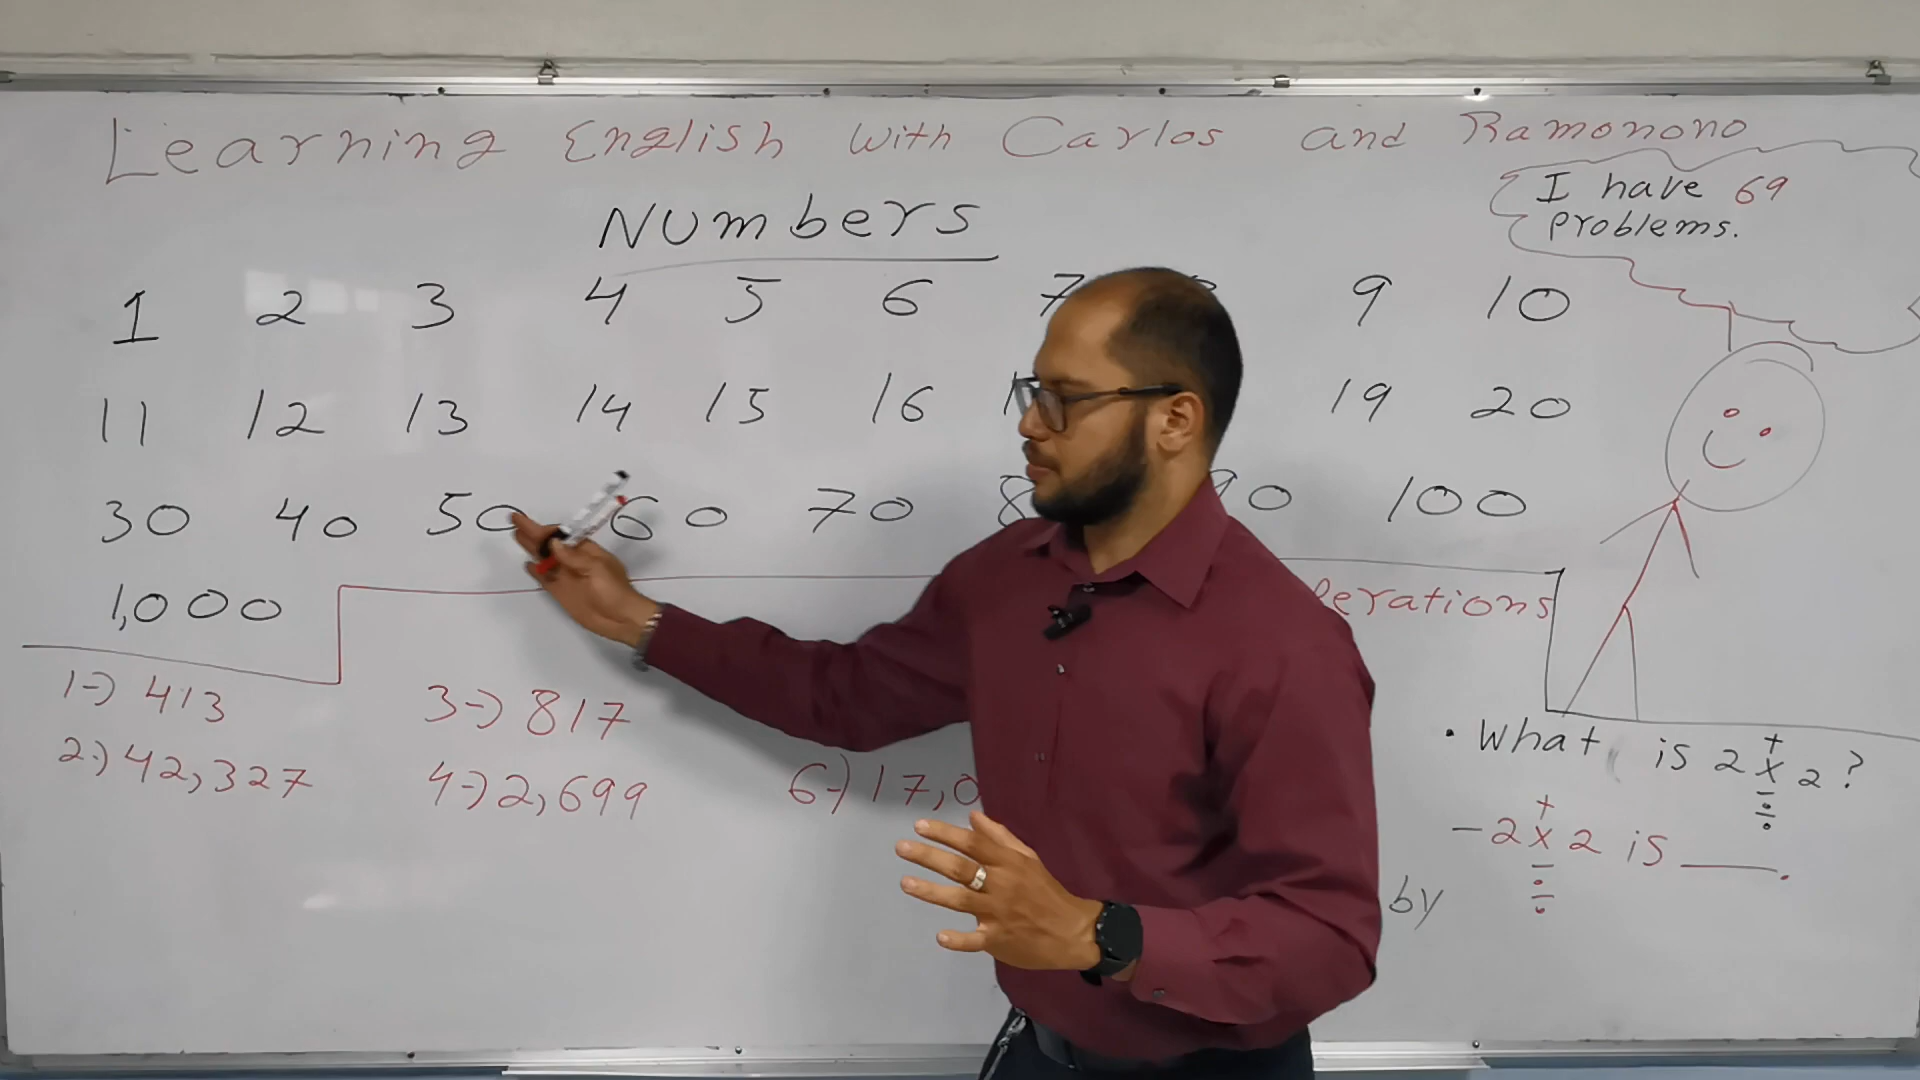 Learning English with Carlos and Ramonono
I have 69
problems.
Numbers
1 2 3 4 5 6 7 9 10
11 12 13 14 15 16 19 20
30 40 50 60 70 100
1,000
1-) 413
2-) 42,327
3-) 817
4-) 2,699
6-)
• What is 2 + x - ÷ 2?
- 2 + x - ÷ 2 is ____.
by